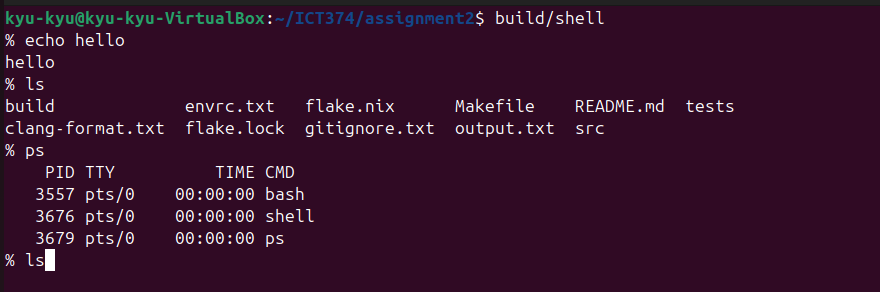 kyu-kyu@kyu-kyu-VirtualBox:~/ICT374/assignment2$ build/shell
% echo hello
hello
% ls
build             envrc.txt   flake.nix      Makefile    README.md  tests
clang-format.txt  flake.lock  gitignore.txt  output.txt  src
% ps
    PID TTY          TIME CMD
   3557 pts/0    00:00:00 bash
   3676 pts/0    00:00:00 shell
   3679 pts/0    00:00:00 ps
% ls